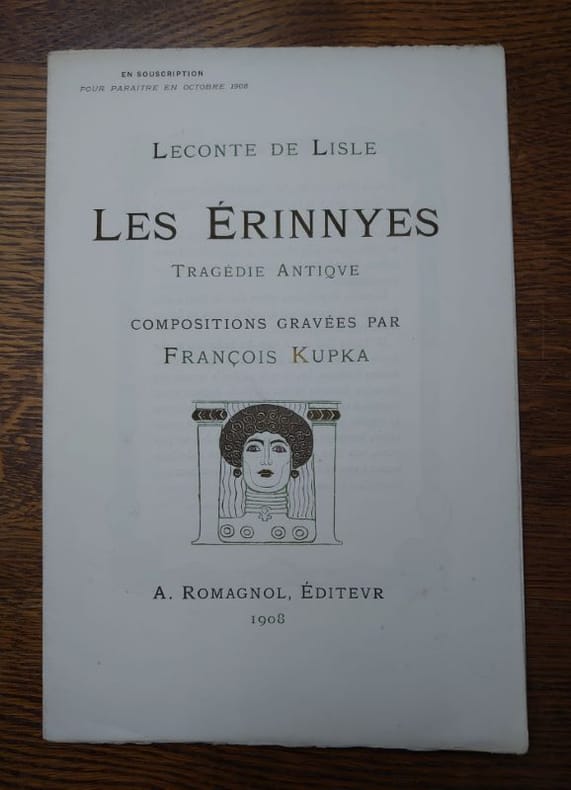 EN SOUSCRIPTION
POUR PARAITRE EN OCTOBRE 1908
LECONTE DE LISLE
LES ÉRINNYES
TRAGÉDIE ANTIQVE
COMPOSITIONS GRAVÉES PAR
FRANÇOIS KUPKA
A. ROMAGNOL, ÉDITEVR
1908